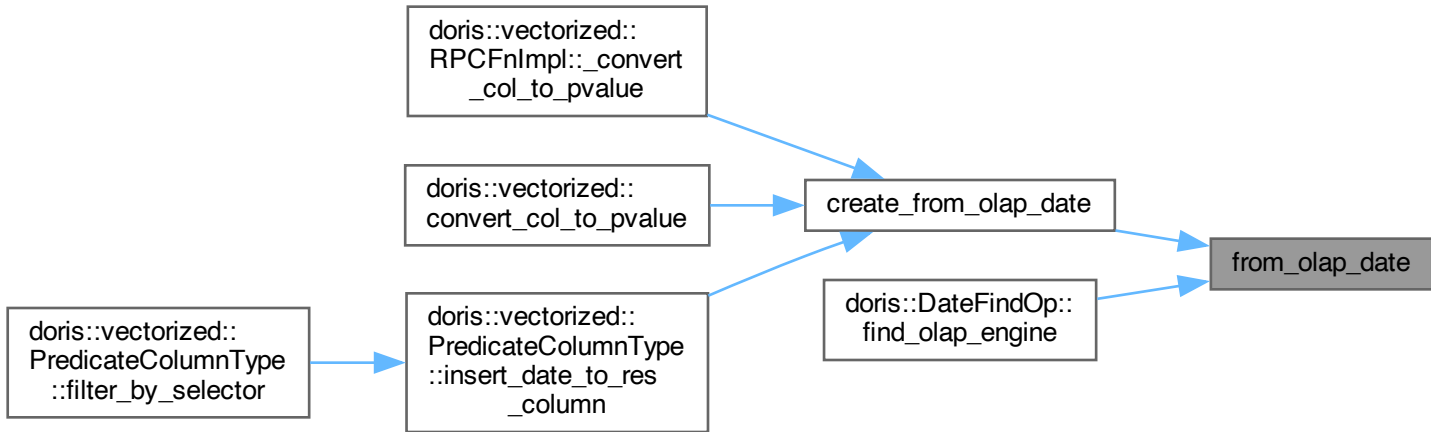 doris::vectorized::
RPCFnImpl::_convert
_col_to_pvalue
doris::vectorized::
convert_col_to_pvalue
create_from_olap_date
from_olap_date
doris::DateFindOp::
find_olap_engine
doris::vectorized::
PredicateColumnType
::insert_date_to_res
_column
doris::vectorized::
PredicateColumnType
::filter_by_selector